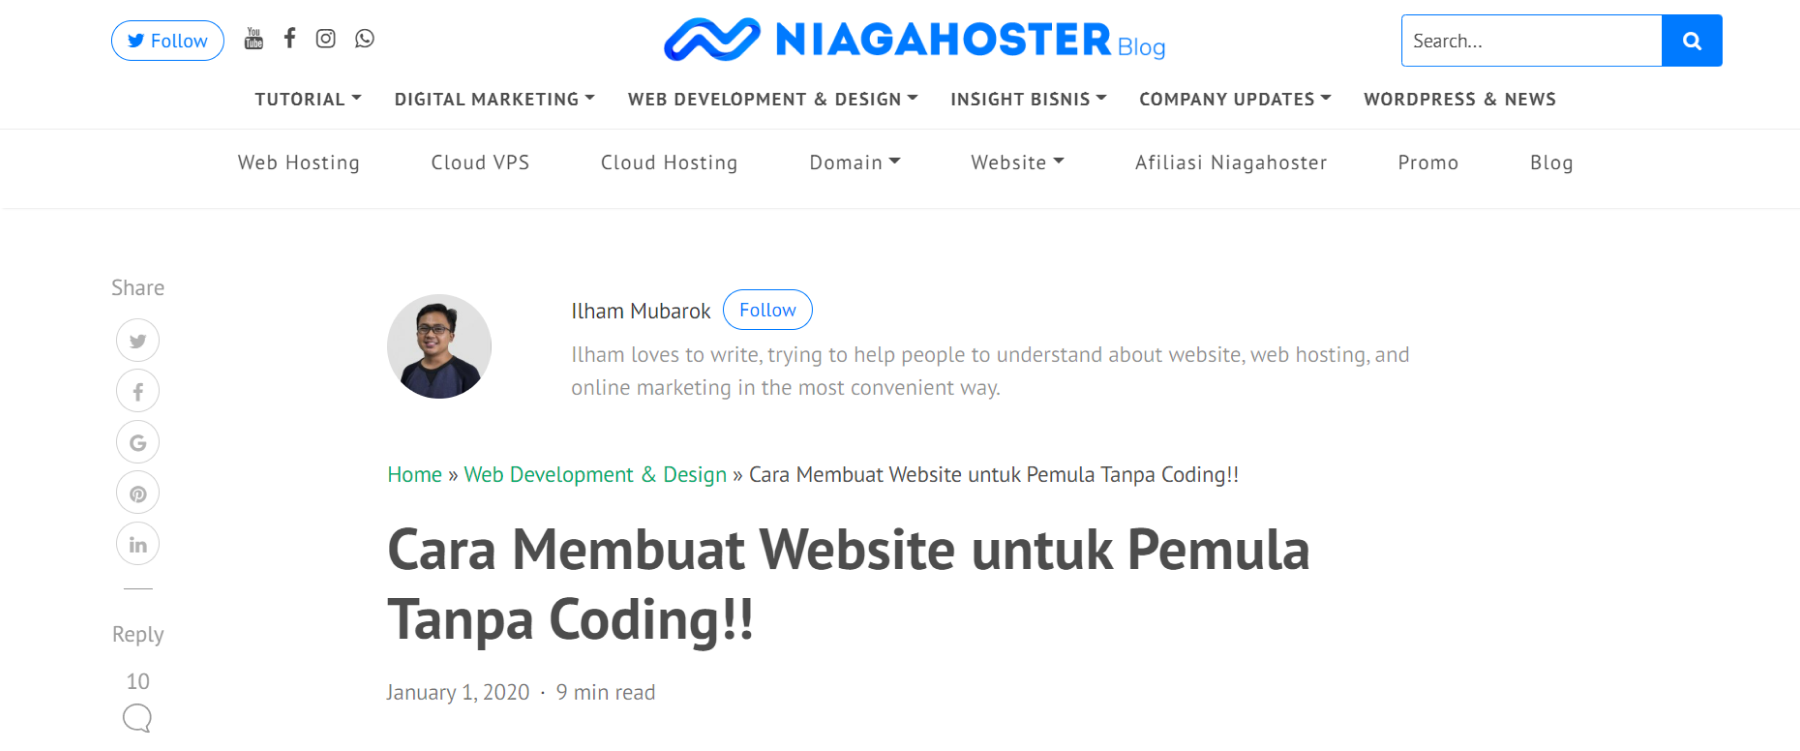 Follow
You Tube
NIAGAHOSTER Blog
Search...
TUTORIAL
DIGITAL MARKETING
WEB DEVELOPMENT & DESIGN
INSIGHT BISNIS
COMPANY UPDATES
WORDPRESS & NEWS
Web Hosting
Cloud VPS
Cloud Hosting
Domain
Website
Afiliasi Niagahoster
Promo
Blog
Share
Reply
10
Ilham Mubarok Follow
Ilham loves to write, trying to help people to understand about website, web hosting, and
online marketing in the most convenient way.
Home » Web Development & Design » Cara Membuat Website untuk Pemula Tanpa Coding!!
Cara Membuat Website untuk Pemula
Tanpa Coding!!
January 1, 2020 · 9 min read